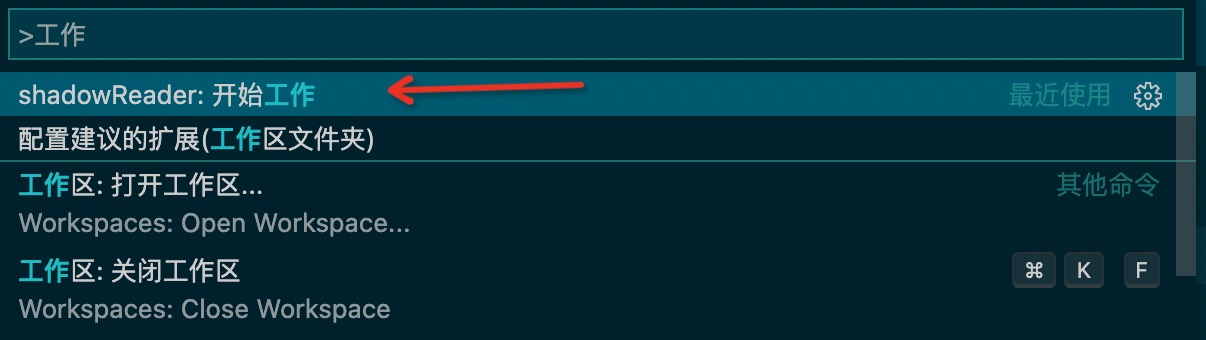 >工作
shadowReader: 开始工作 最近使用
配置建议的扩展(工作区文件夹)
工作区: 打开工作区... 其他命令
Workspaces: Open Workspace...
工作区: 关闭工作区 ⌘ K F
Workspaces: Close Workspace